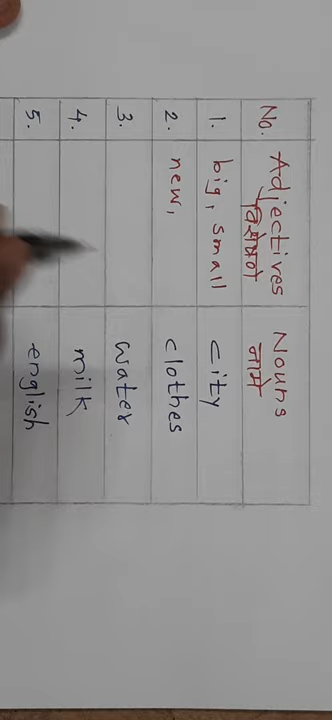 No. Adjectives Nouns
विशेषणे नामे
1. big, small city
2. new, clothes
3. water
4. milk
5. english